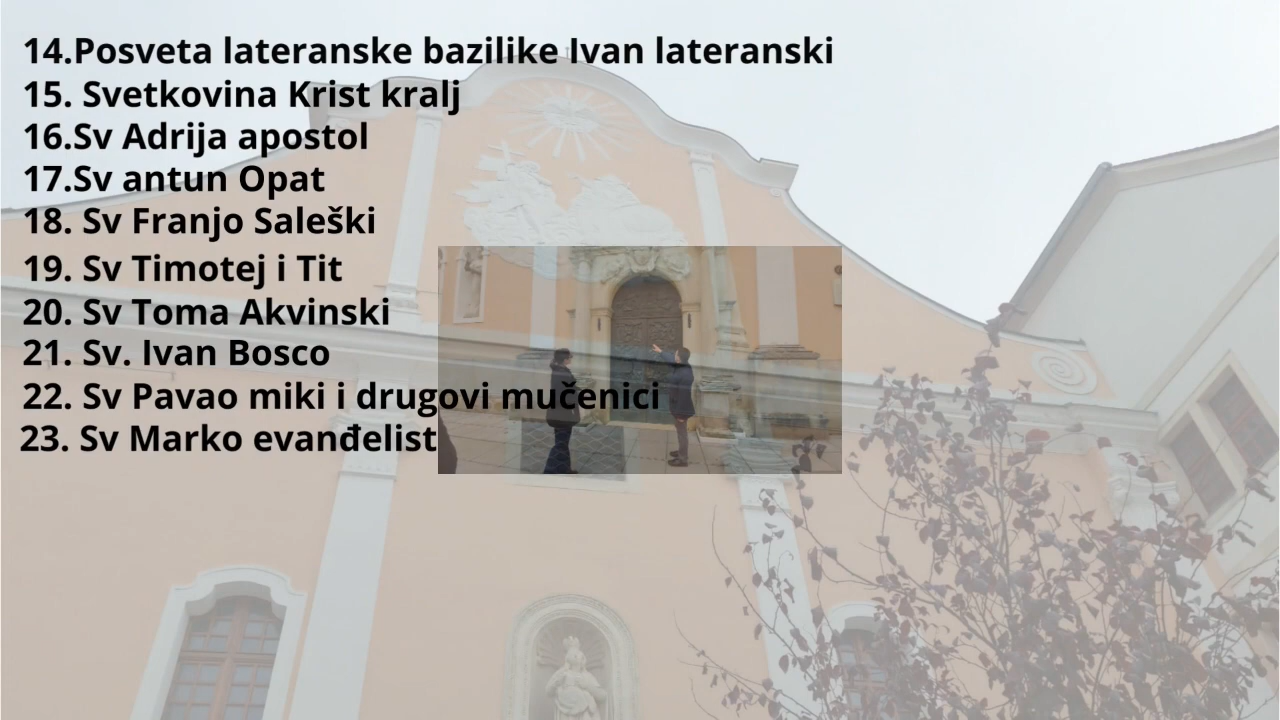 14.Posveta lateranske bazilike Ivan lateranski
15. Svetkovina Krist kralj
16.Sv Adrija apostol
17.Sv antun Opat
18. Sv Franjo Saleški
19. Sv Timotej i Tit
20. Sv Toma Akvinski
21. Sv. Ivan Bosco
22. Sv Pavao miki i drugovi mučenici
23. Sv Marko evanđelist